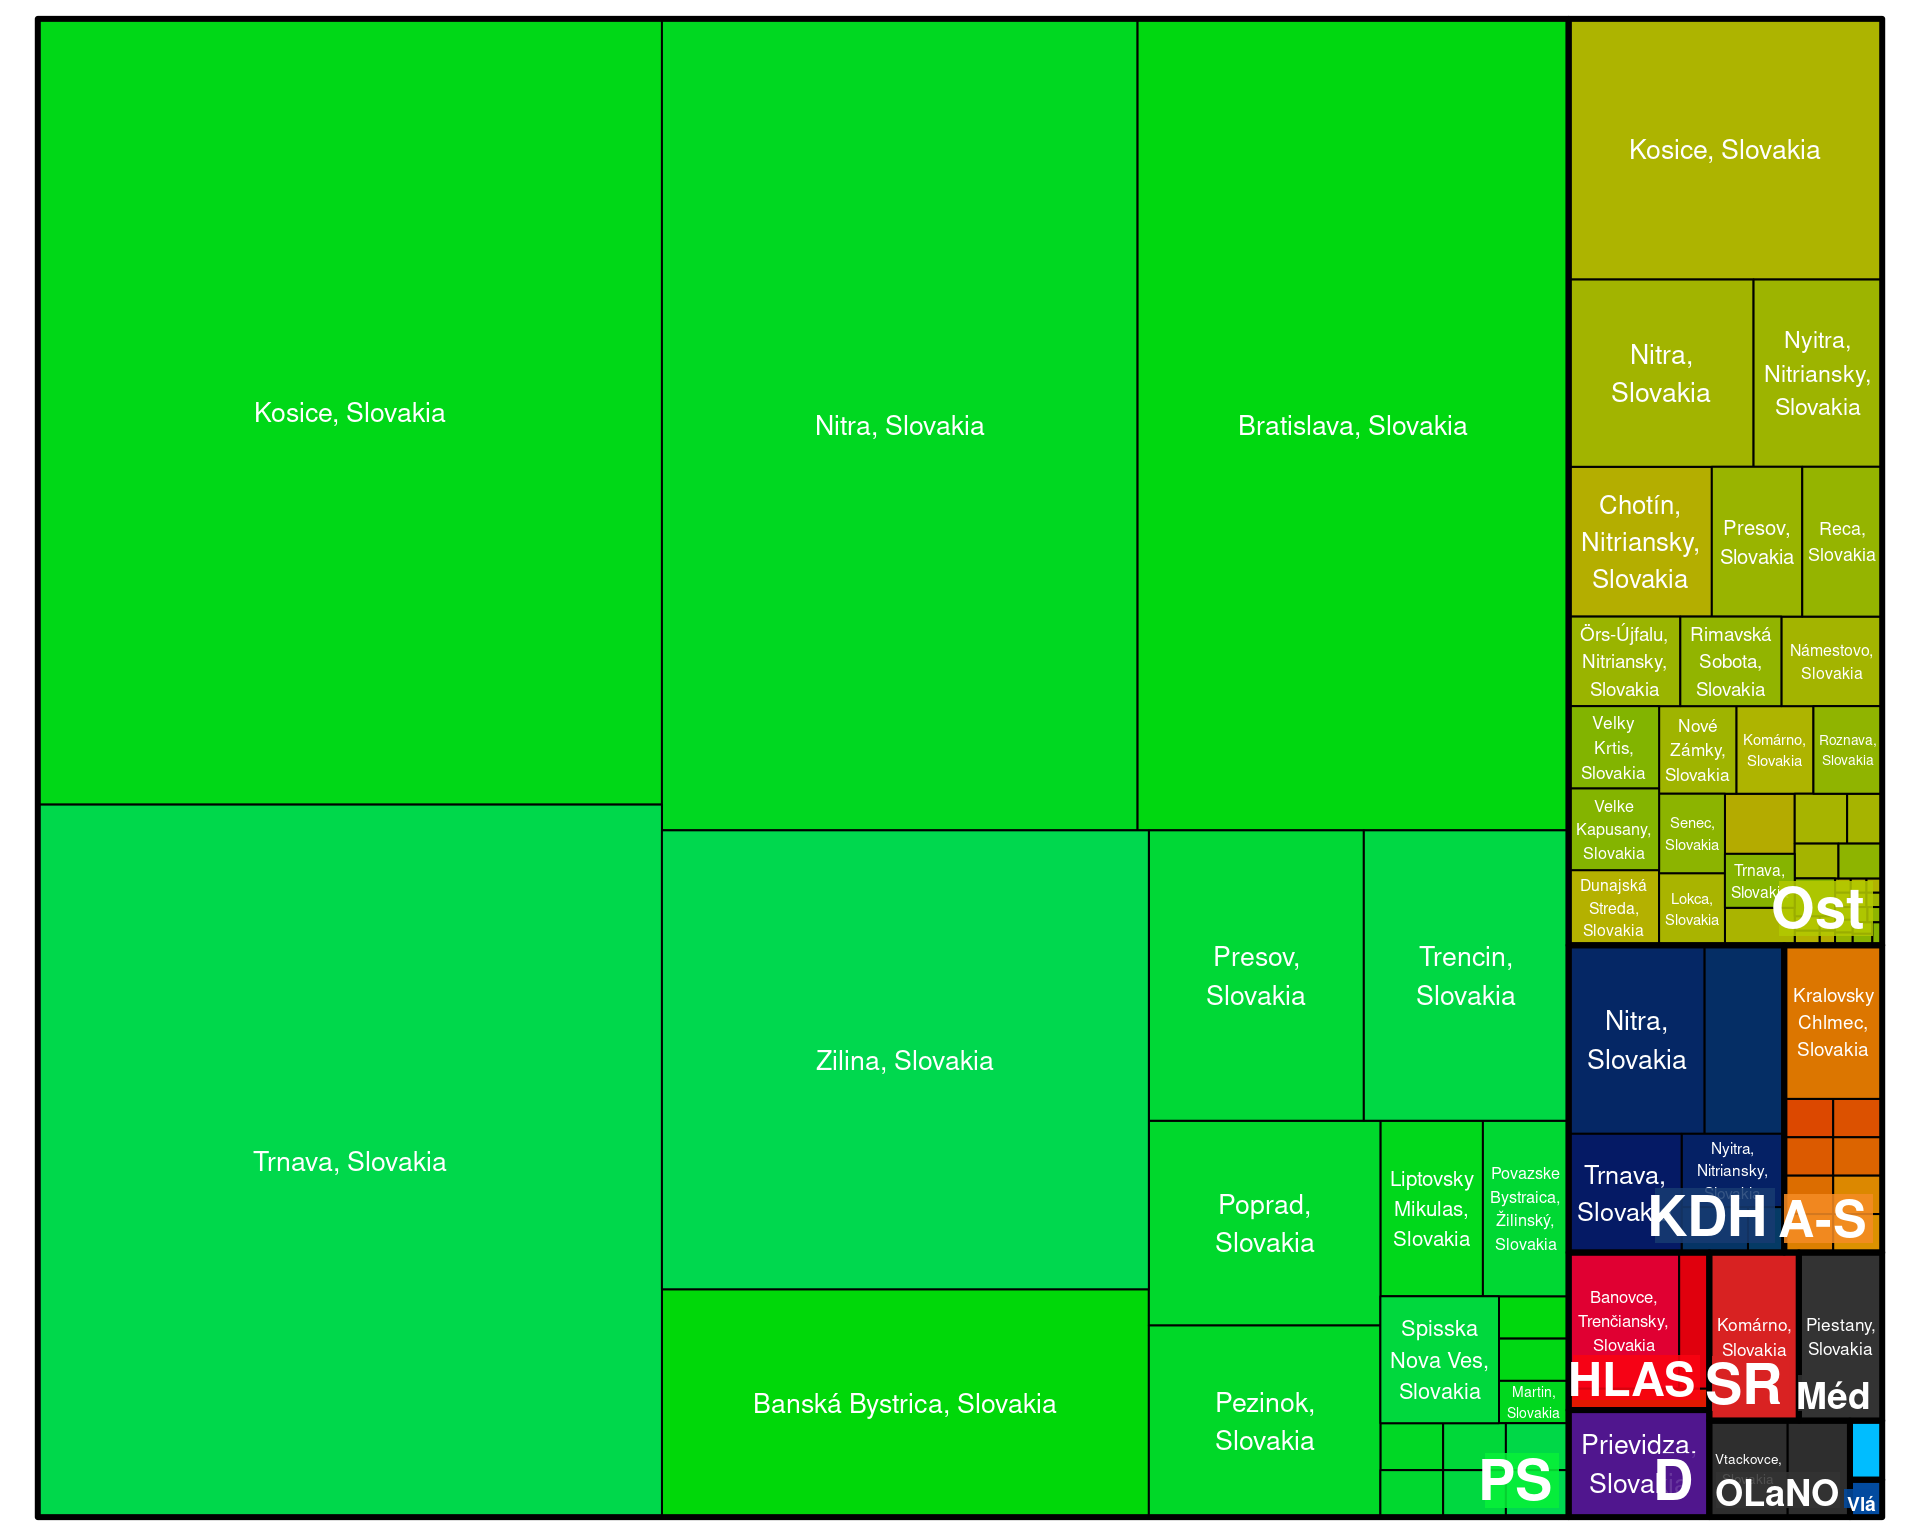 Kosice, Slovakia
Nitra, Slovakia
Bratislava, Slovakia
Trnava, Slovakia
Zilina, Slovakia
Banská Bystrica, Slovakia
Presov,
Slovakia
Trencin,
Slovakia
Poprad,
Slovakia
Liptovsky
Mikulas,
Slovakia
Povazske
Bystraica,
Žilinský,
Slovakia
Pezinok,
Slovakia
Spisska
Nova Ves,
Slovakia
Martin,
Slovakia
PS
Kosice, Slovakia
Nitra,
Slovakia
Nyitra,
Nitriansky,
Slovakia
Chotín,
Nitriansky,
Slovakia
Presov,
Slovakia
Reca,
Slovakia
Örs-Újfalu,
Nitriansky,
Slovakia
Rimavská
Sobota,
Slovakia
Námestovo,
Slovakia
Velky
Krtis,
Slovakia
Nové
Zámky,
Slovakia
Komárno,
Slovakia
Roznava,
Slovakia
Velke
Kapusany,
Slovakia
Senec,
Slovakia
Trnava,
Slovakia
Dunajská
Streda,
Slovakia
Lokca,
Slovakia
Ost
Nitra,
Slovakia
Trnava,
Slovakia
Nyitra,
Nitriansky,
Slovakia
KDH
Kralovsky
Chlmec,
Slovakia
A-S
Banovce,
Trenčiansky,
Slovakia
HLAS
Komárno,
Slovakia
SR
Piestany,
Slovakia
Méd
Prievidza,
Slovakia
D
Vtackovce,
Slovakia
OLaNO
Vlá